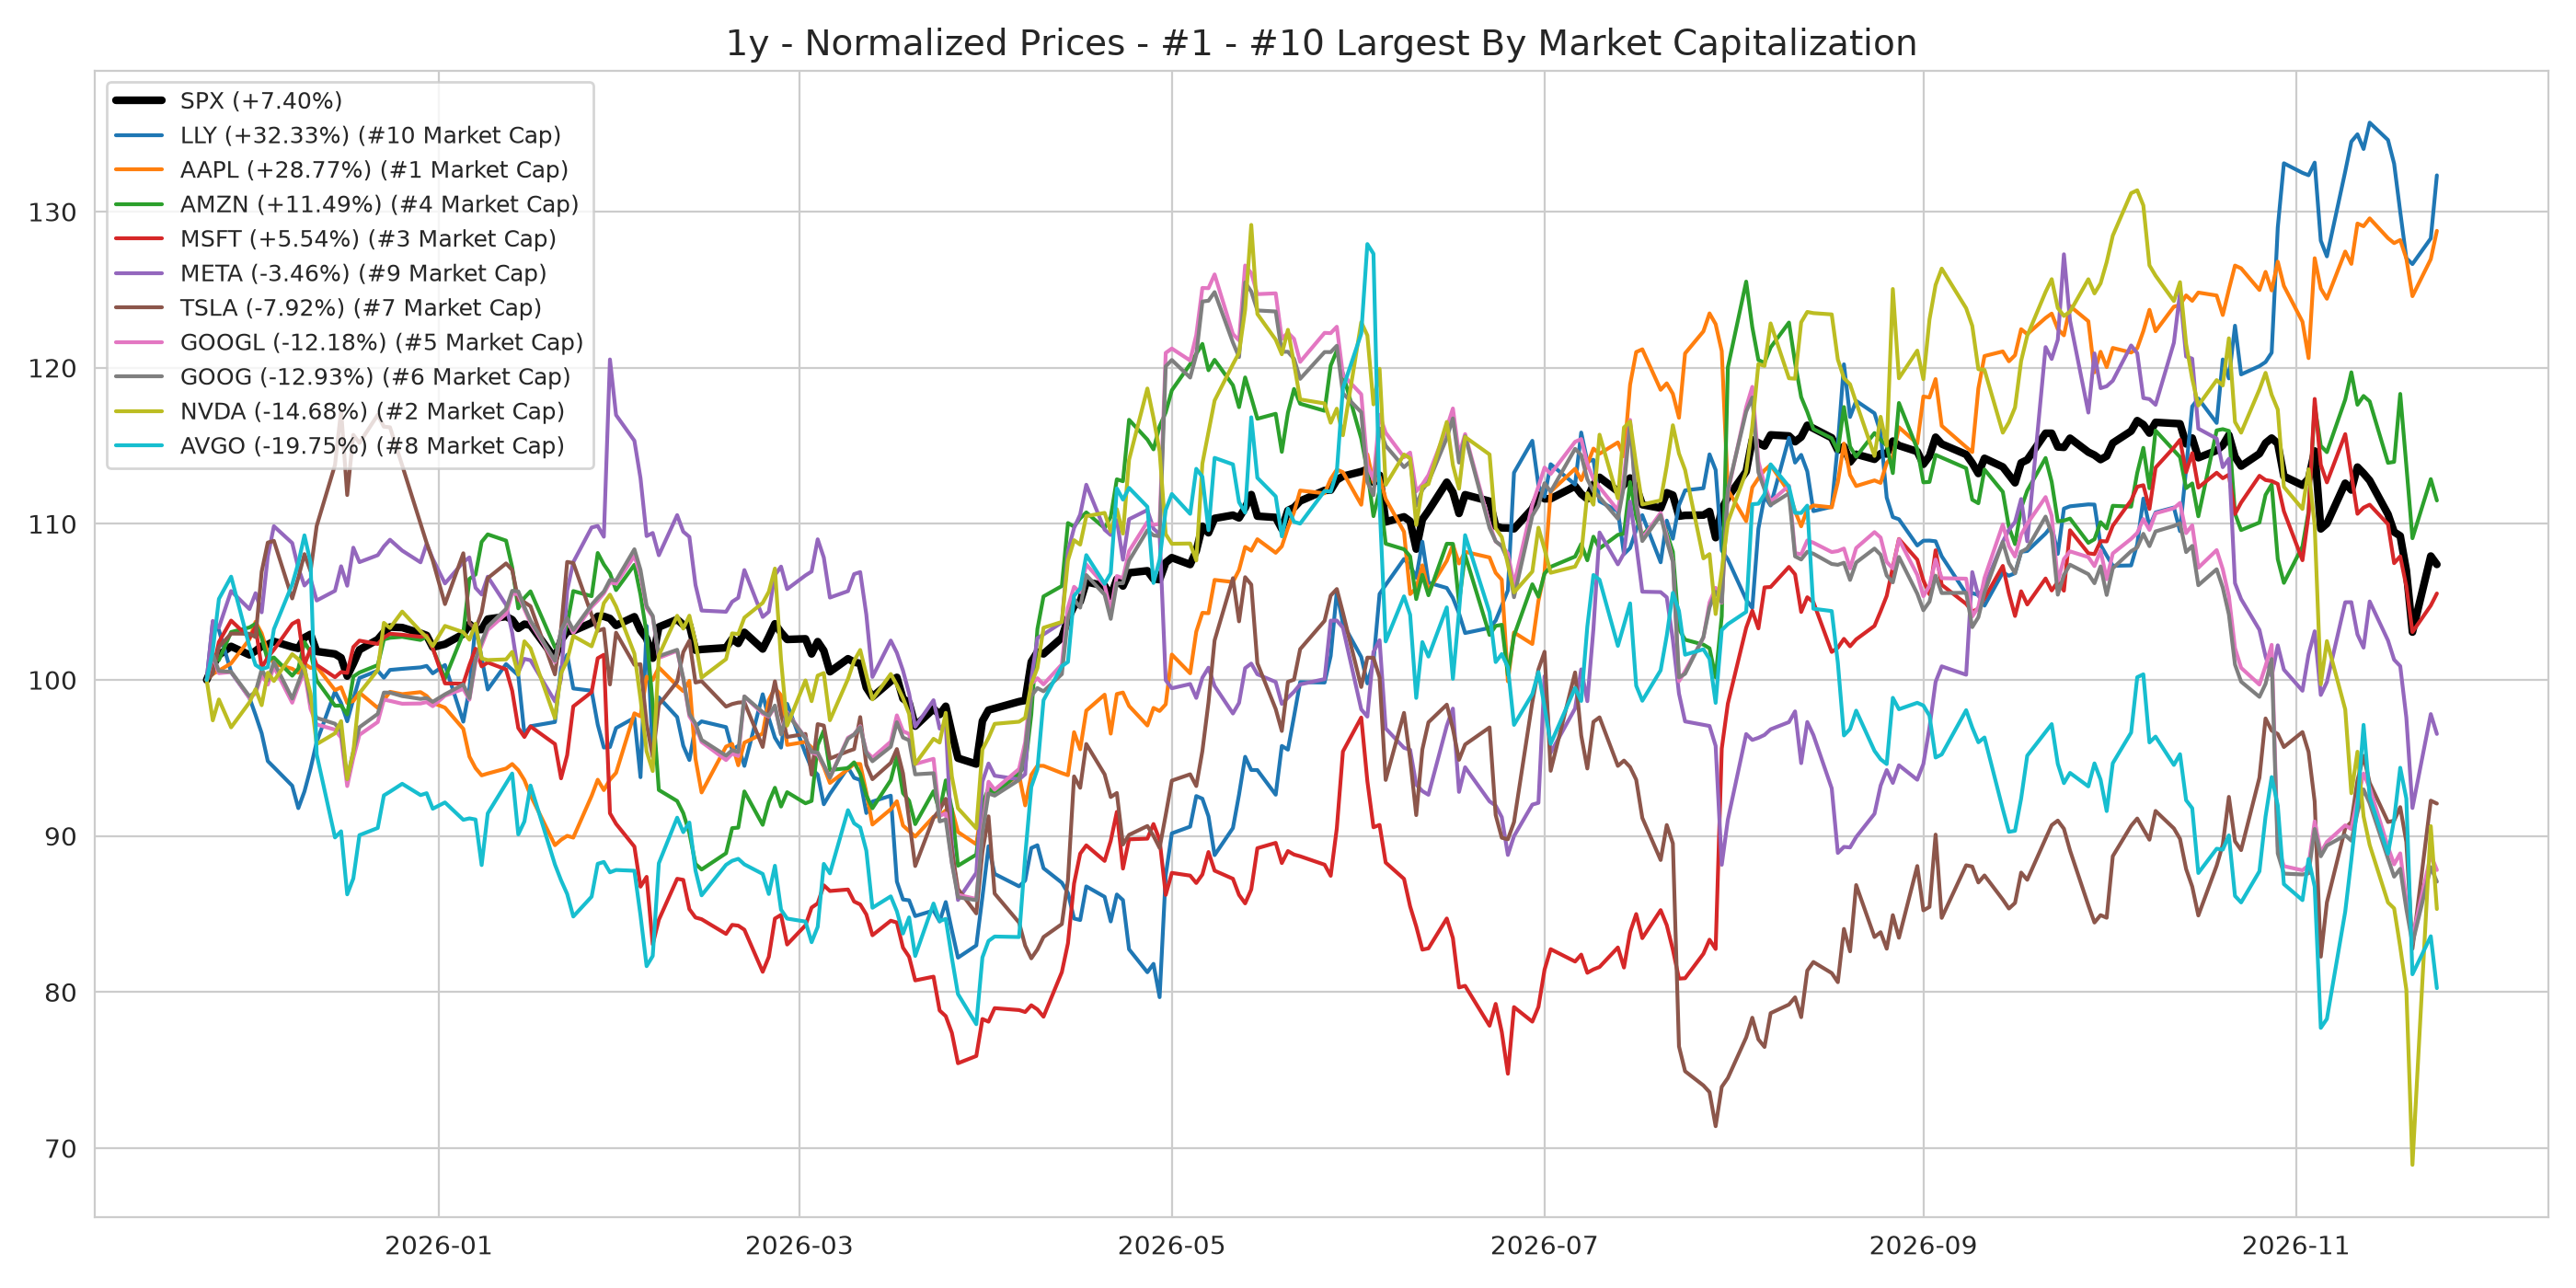 1y - Normalized Prices - #1 - #10 Largest By Market Capitalization
SPX (+7.40%)
LLY (+32.33%) (#10 Market Cap)
AAPL (+28.77%) (#1 Market Cap)
AMZN (+11.49%) (#4 Market Cap)
MSFT (+5.54%) (#3 Market Cap)
META (-3.46%) (#9 Market Cap)
TSLA (-7.92%) (#7 Market Cap)
GOOGL (-12.18%) (#5 Market Cap)
GOOG (-12.93%) (#6 Market Cap)
NVDA (-14.68%) (#2 Market Cap)
AVGO (-19.75%) (#8 Market Cap)
130
120
110
100
90
80
70
2026-01 2026-03 2026-05 2026-07 2026-09 2026-11